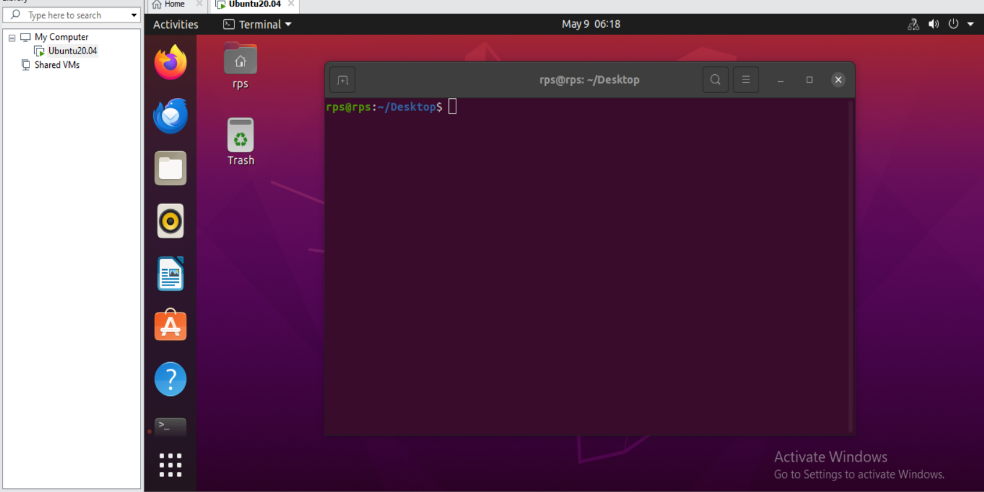 Home
Ubuntu20.04
Type here to search
My Computer
Ubuntu20.04
Shared VMs
Activities
Terminal
May 9 06:18
rps
Trash
rps@rps: ~/Desktop
rps@rps:~/Desktop$
Activate Windows
Go to Settings to activate Windows.